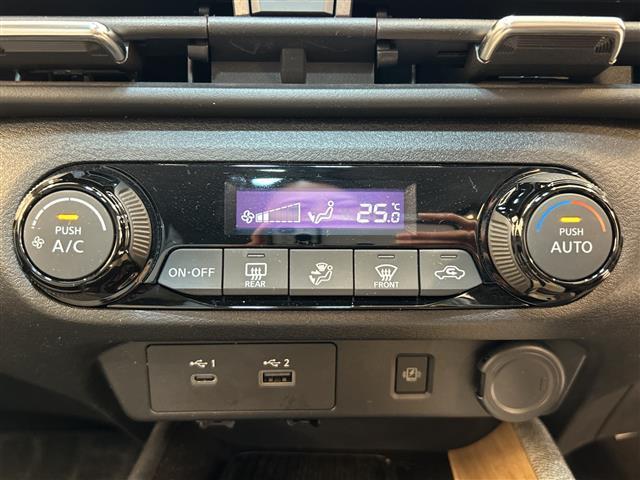 PUSH
A/C
25.0 °C
PUSH
AUTO
ON-OFF
REAR
FRONT
1
2